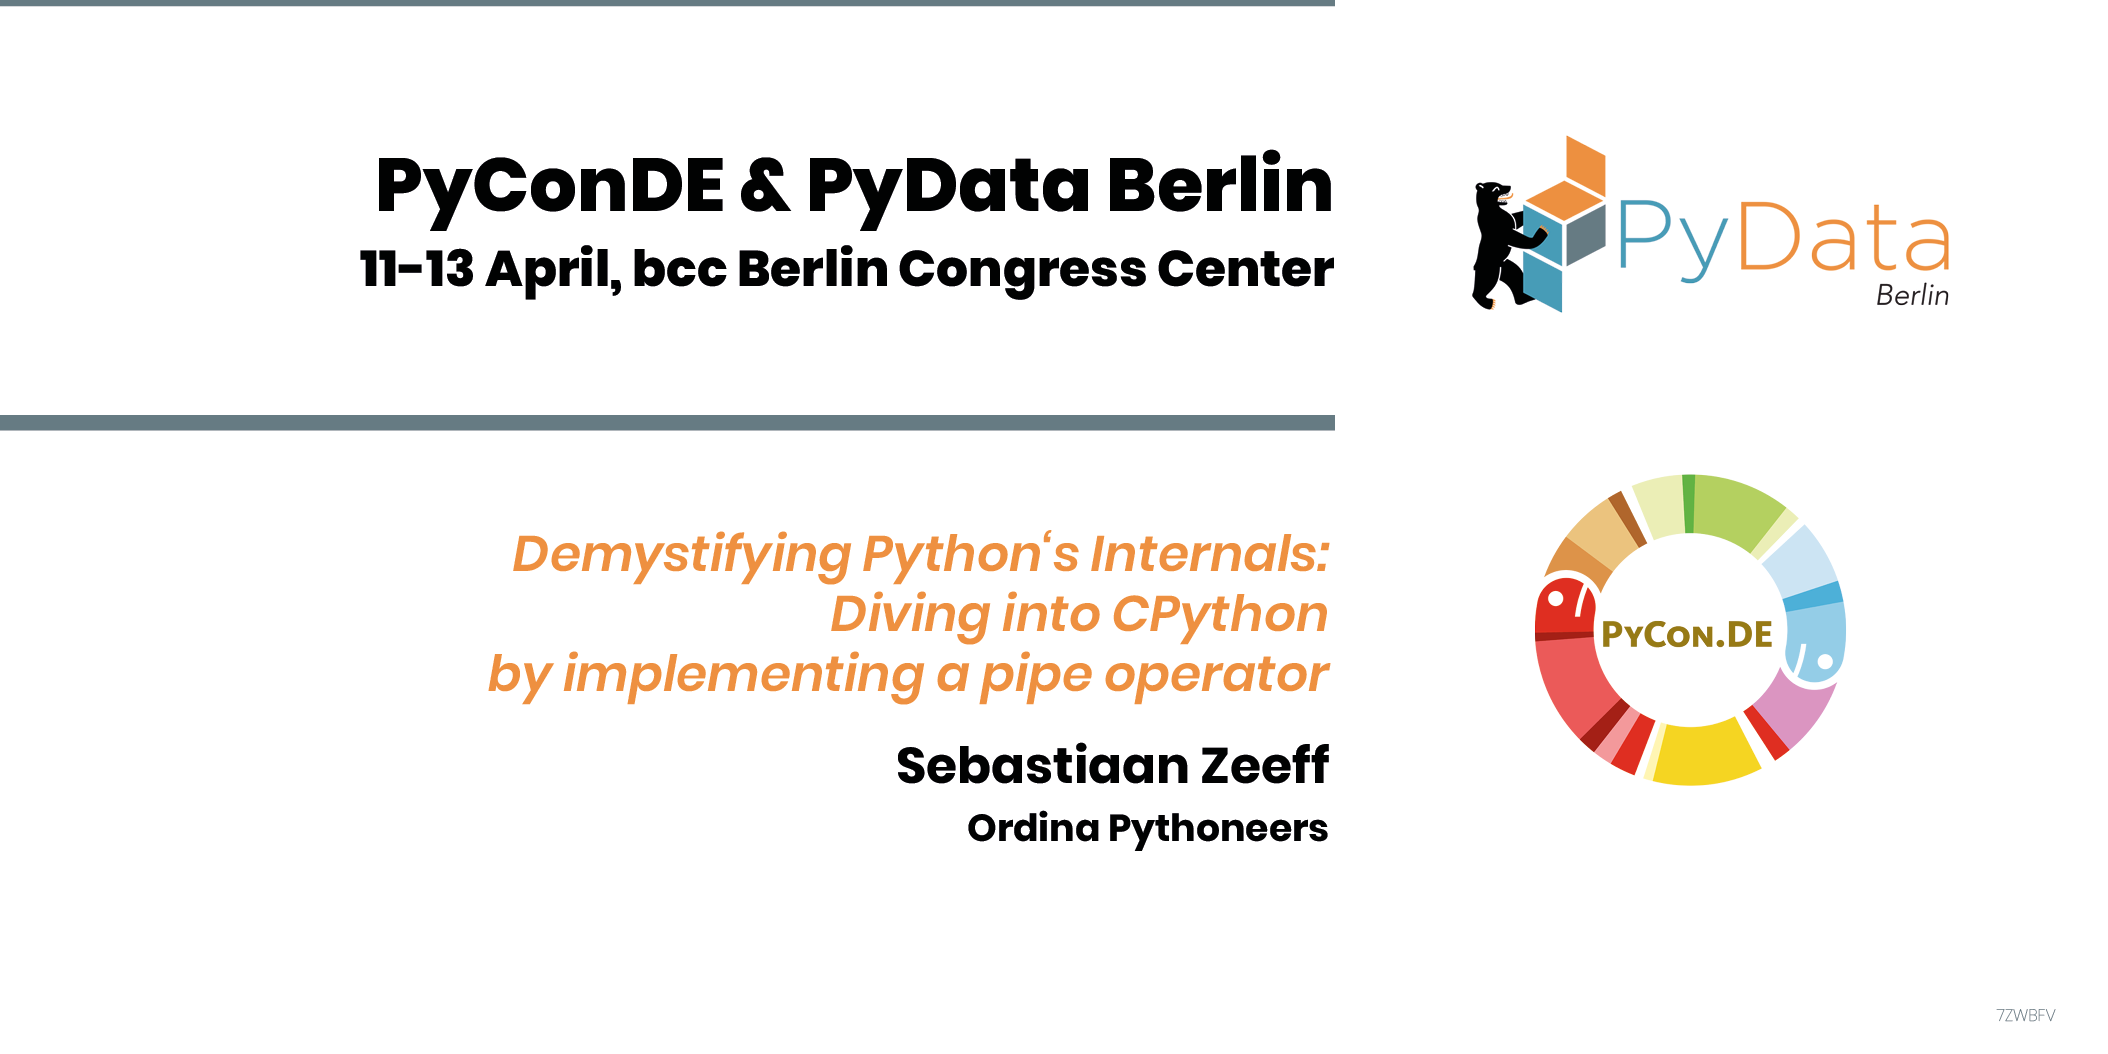 PyConDE & PyData Berlin
11-13 April, bcc Berlin Congress Center
PyData
Berlin
Demystifying Python‘s Internals:
Diving into CPython
by implementing a pipe operator
Sebastiaan Zeeff
Ordina Pythoneers
PyCon.DE
7ZWBFV